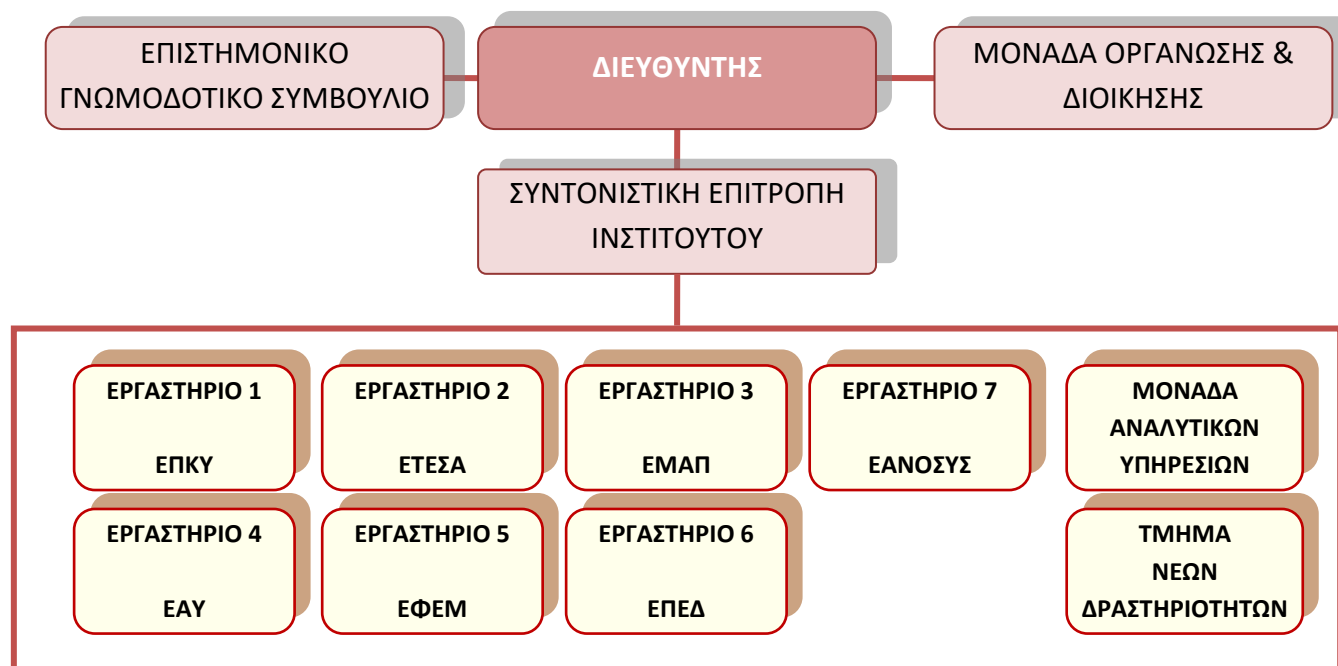 ΕΠΙΣΤΗΜΟΝΙΚΟ
ΓΝΩΜΟΔΟΤΙΚΟ ΣΥΜΒΟΥΛΙΟ
ΔΙΕΥΘΥΝΤΗΣ
ΜΟΝΑΔΑ ΟΡΓΑΝΩΣΗΣ &
ΔΙΟΙΚΗΣΗΣ
ΣΥΝΤΟΝΙΣΤΙΚΗ ΕΠΙΤΡΟΠΗ
ΙΝΣΤΙΤΟΥΤΟΥ
ΕΡΓΑΣΤΗΡΙΟ 1
ΕΠΚΥ
ΕΡΓΑΣΤΗΡΙΟ 2
ΕΤΕΣΑ
ΕΡΓΑΣΤΗΡΙΟ 3
ΕΜΑΠ
ΕΡΓΑΣΤΗΡΙΟ 7
ΕΑΝΟΣΥΣ
ΜΟΝΑΔΑ
ΑΝΑΛΥΤΙΚΩΝ
ΥΠΗΡΕΣΙΩΝ
ΕΡΓΑΣΤΗΡΙΟ 4
ΕΑΥ
ΕΡΓΑΣΤΗΡΙΟ 5
ΕΦΕΜ
ΕΡΓΑΣΤΗΡΙΟ 6
ΕΠΕΔ
ΤΜΗΜΑ
ΝΕΩΝ
ΔΡΑΣΤΗΡΙΟΤΗΤΩΝ